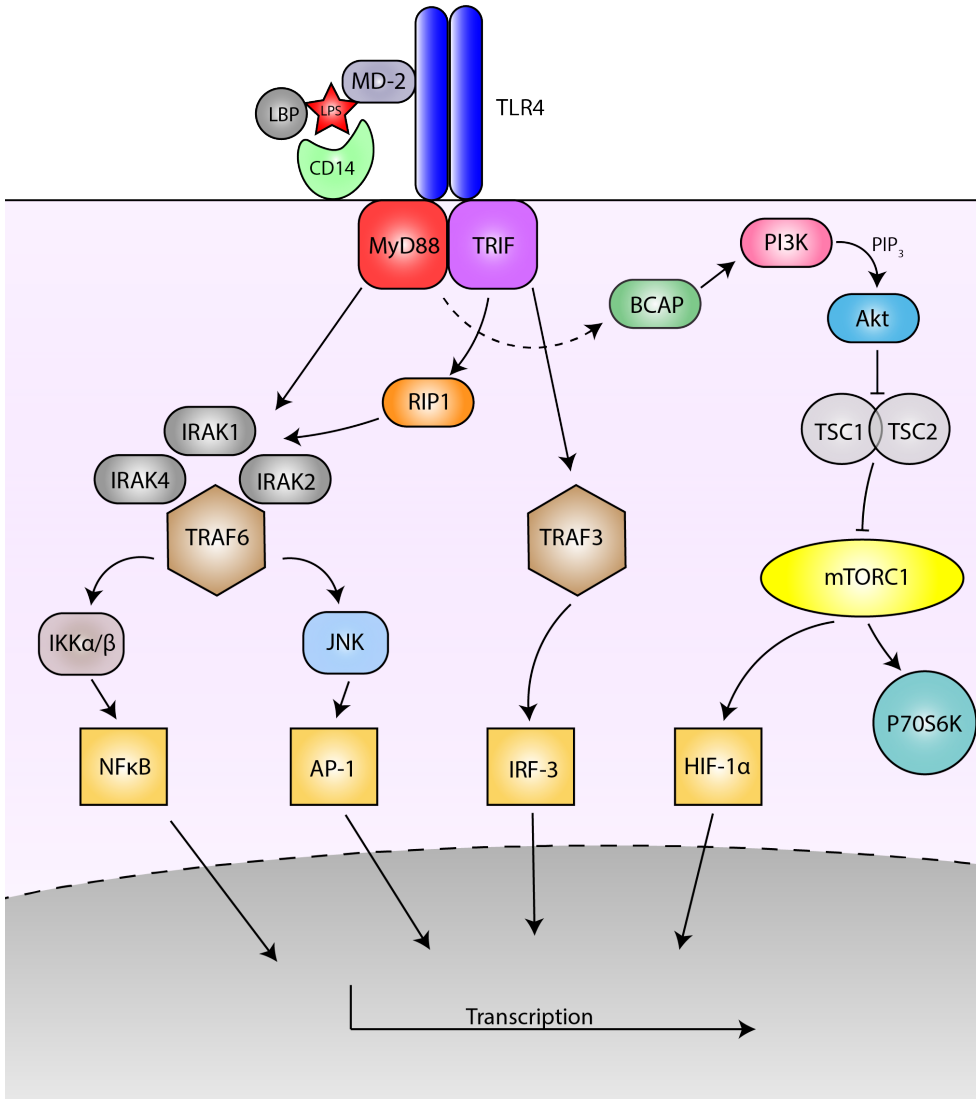 MD-2
LPS
LBP
TLR4
CD14
MyD88
TRIF
PI3K
PIP3
BCAP
Akt
RIP1
IRAK1
TSC1
TSC2
IRAK4
IRAK2
TRAF6
TRAF3
mTORC1
IKKα/β
JNK
P70S6K
NFκB
AP-1
IRF-3
HIF-1α
Transcription